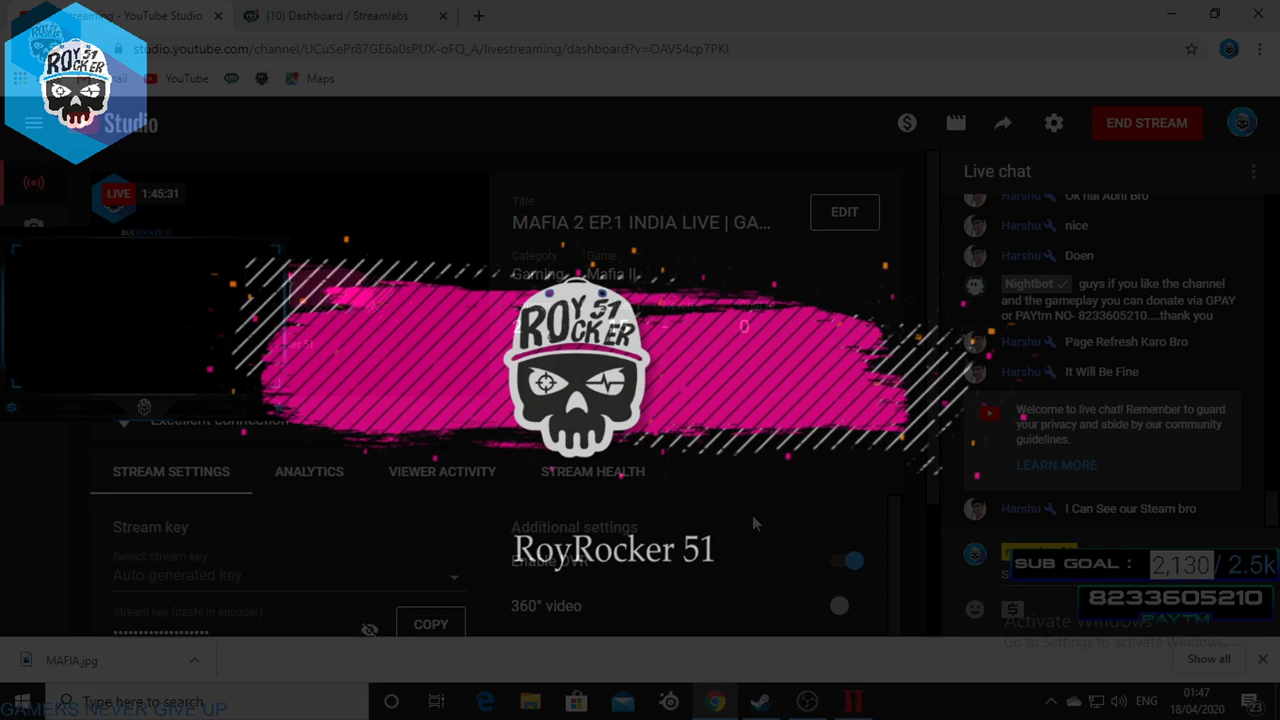 Streaming - YouTube Studio
(10) Dashboard / Streamlabs
studio.youtube.com/channel/UCuSePr87GE6a0sPUX-oFQ_A/livestreaming/dashboard?v=OAV54cp7PKI
YouTube
Maps
ROY 51
ROCKER
Studio
END STREAM
LIVE 1:45:31
ROYROCKER 51
Title
MAFIA 2 EP.1 INDIA LIVE | GA...
EDIT
Category
Game
Gaming
Mafia II
-
0
ROY 51
ROCKER
Excellent connection
STREAM SETTINGS
ANALYTICS
VIEWER ACTIVITY
STREAM HEALTH
Stream key
Select stream key
Auto-generated key
Stream key (paste in encoder)
COPY
Additional settings
Enable DVR
RoyRocker 51
360° video
Live chat
Harshu Ok hai Abhi Bro
Harshu nice
Harshu Doen
Nightbot guys if you like the channel
and the gameplay you can donate via GPAY
or PAYtm NO- 8233605210....thank you
Harshu Page Refresh Karo Bro
Harshu It Will Be Fine
Welcome to live chat! Remember to guard
your privacy and abide by our community
guidelines.
LEARN MORE
Harshu I Can See our Steam bro
SUB GOAL : 2,130 / 2.5k
8233605210
PAYTM
Activate Windows
Go to Settings to activate Windows.
MAFIA.jpg
Show all
Type here to search
GAMERS NEVER GIVE UP
ENG
01:47
18/04/2020
23